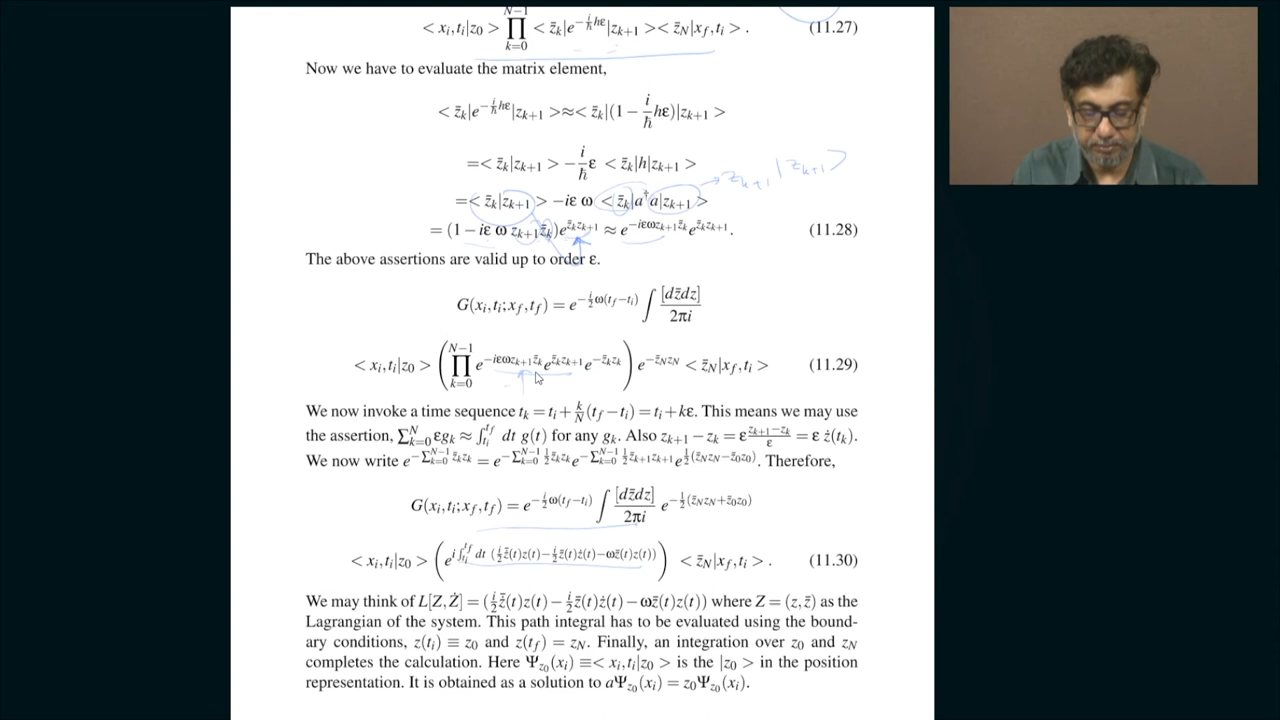 < x_i, t_i|z_0 > ∏_{k=0}^{N−1} < z̄_k|e^{−(i/ħ)hε}|z_{k+1} >< z̄_N|x_f, t_i > . (11.27)
Now we have to evaluate the matrix element,
< z̄_k|e^{−(i/ħ)hε}|z_{k+1} >≈< z̄_k|(1 − (i/ħ)hε)|z_{k+1} >
=< z̄_k|z_{k+1} > −(i/ħ)ε < z̄_k|h|z_{k+1} >
z_{k+1} |z_{k+1}>
=< z̄_k|z_{k+1} > −iε ω < z̄_k|a†a|z_{k+1} >
= (1 − iε ω z_{k+1}z̄_k)e^{z̄_k z_{k+1}} ≈ e^{−iεωz_{k+1}z̄_k}e^{z̄_k z_{k+1}}. (11.28)
The above assertions are valid up to order ε.
G(x_i, t_i; x_f, t_f) = e^{−(i/2)ω(t_f−t_i)} ∫ [dz̄dz]/2πi
< x_i, t_i|z_0 > (∏_{k=0}^{N−1} e^{−iεωz_{k+1}z̄_k}e^{z̄_k z_{k+1}}e^{−z̄_k z_k}) e^{−z̄_N z_N} < z̄_N|x_f, t_i > (11.29)
We now invoke a time sequence t_k = t_i + (k/N)(t_f − t_i) = t_i + kε. This means we may use
the assertion, ∑_{k=0}^{N} εg_k ≈ ∫_{t_i}^{t_f} dt g(t) for any g_k. Also z_{k+1} − z_k = ε(z_{k+1}−z_k)/ε = ε ż(t_k).
We now write e^{−∑_{k=0}^{N−1} z̄_k z_k} = e^{−∑_{k=0}^{N−1} ½z̄_k z_k}e^{−∑_{k=0}^{N−1} ½z̄_{k+1}z_{k+1}}e^{½(z̄_N z_N−z̄_0 z_0)}. Therefore,
G(x_i, t_i; x_f, t_f) = e^{−(i/2)ω(t_f−t_i)} ∫ [dz̄dz]/2πi e^{−½(z̄_N z_N+z̄_0 z_0)}
< x_i, t_i|z_0 > (e^{i∫_{t_i}^{t_f} dt (i/2 ż̄(t)z(t)−i/2 z̄(t)ż(t)−ωz̄(t)z(t))}) < z̄_N|x_f, t_i > . (11.30)
We may think of L[Z, Ż] = (i/2 ż̄(t)z(t) − i/2 z̄(t)ż(t) − ωz̄(t)z(t)) where Z = (z, z̄) as the
Lagrangian of the system. This path integral has to be evaluated using the bound-
ary conditions, z(t_i) ≡ z_0 and z(t_f) = z_N. Finally, an integration over z_0 and z_N
completes the calculation. Here Ψ_{z_0}(x_i) ≡< x_i, t_i|z_0 > is the |z_0 > in the position
representation. It is obtained as a solution to aΨ_{z_0}(x_i) = z_0Ψ_{z_0}(x_i).